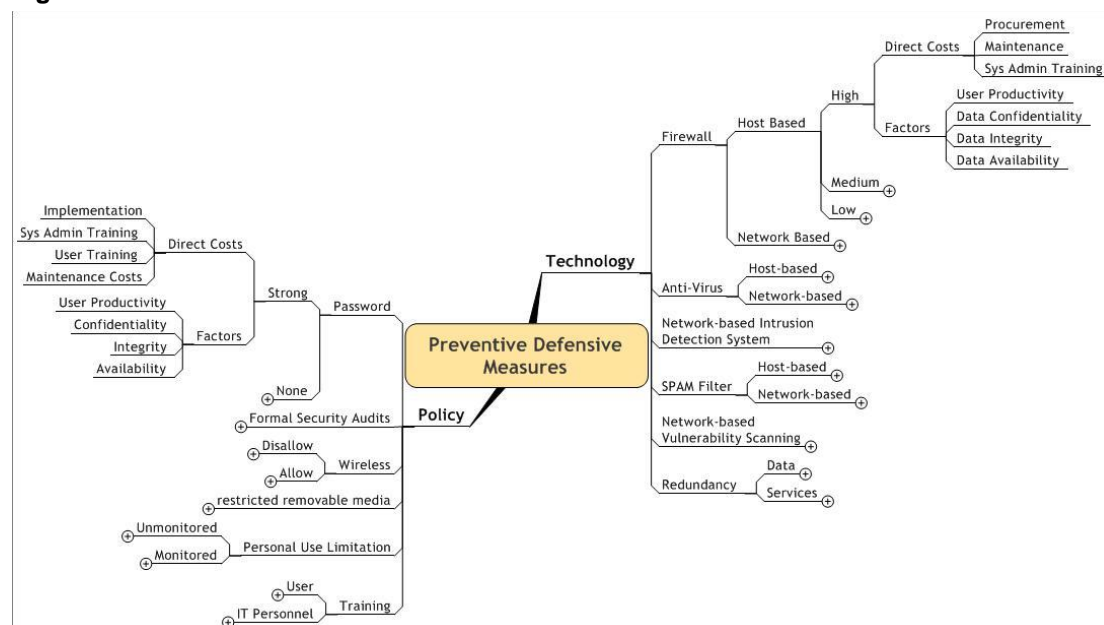 Procurement
Direct Costs
Maintenance
Sys Admin Training
High
User Productivity
Host Based
Data Confidentiality
Factors
Firewall
Data Integrity
Data Availability
Medium
Low
Network Based
Technology
Host-based
Anti-Virus
Network-based
Network-based Intrusion
Detection System
Host-based
SPAM Filter
Network-based
Network-based
Vulnerability Scanning
Data
Redundancy
Services
Preventive Defensive
Measures
Policy
Implementation
Sys Admin Training
Direct Costs
User Training
Maintenance Costs
Strong
User Productivity
Password
Confidentiality
Factors
Integrity
Availability
None
Formal Security Audits
Disallow
Wireless
Allow
restricted removable media
Unmonitored
Personal Use Limitation
Monitored
User
Training
IT Personnel